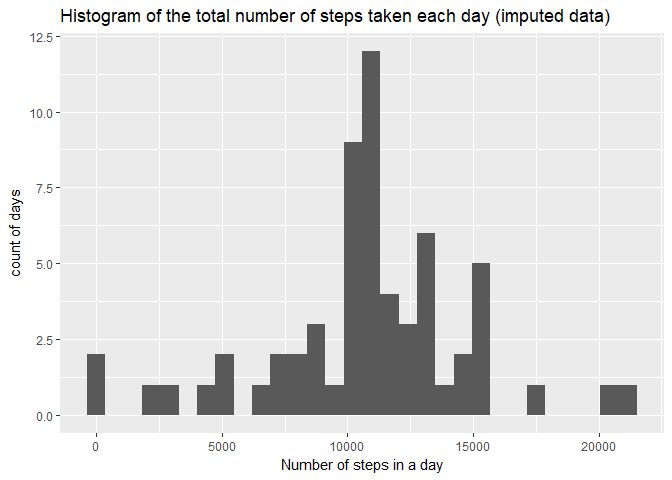 Histogram of the total number of steps taken each day (imputed data)
12.5
10.0
7.5
5.0
2.5
0.0
count of days
0 5000 10000 15000 20000
Number of steps in a day